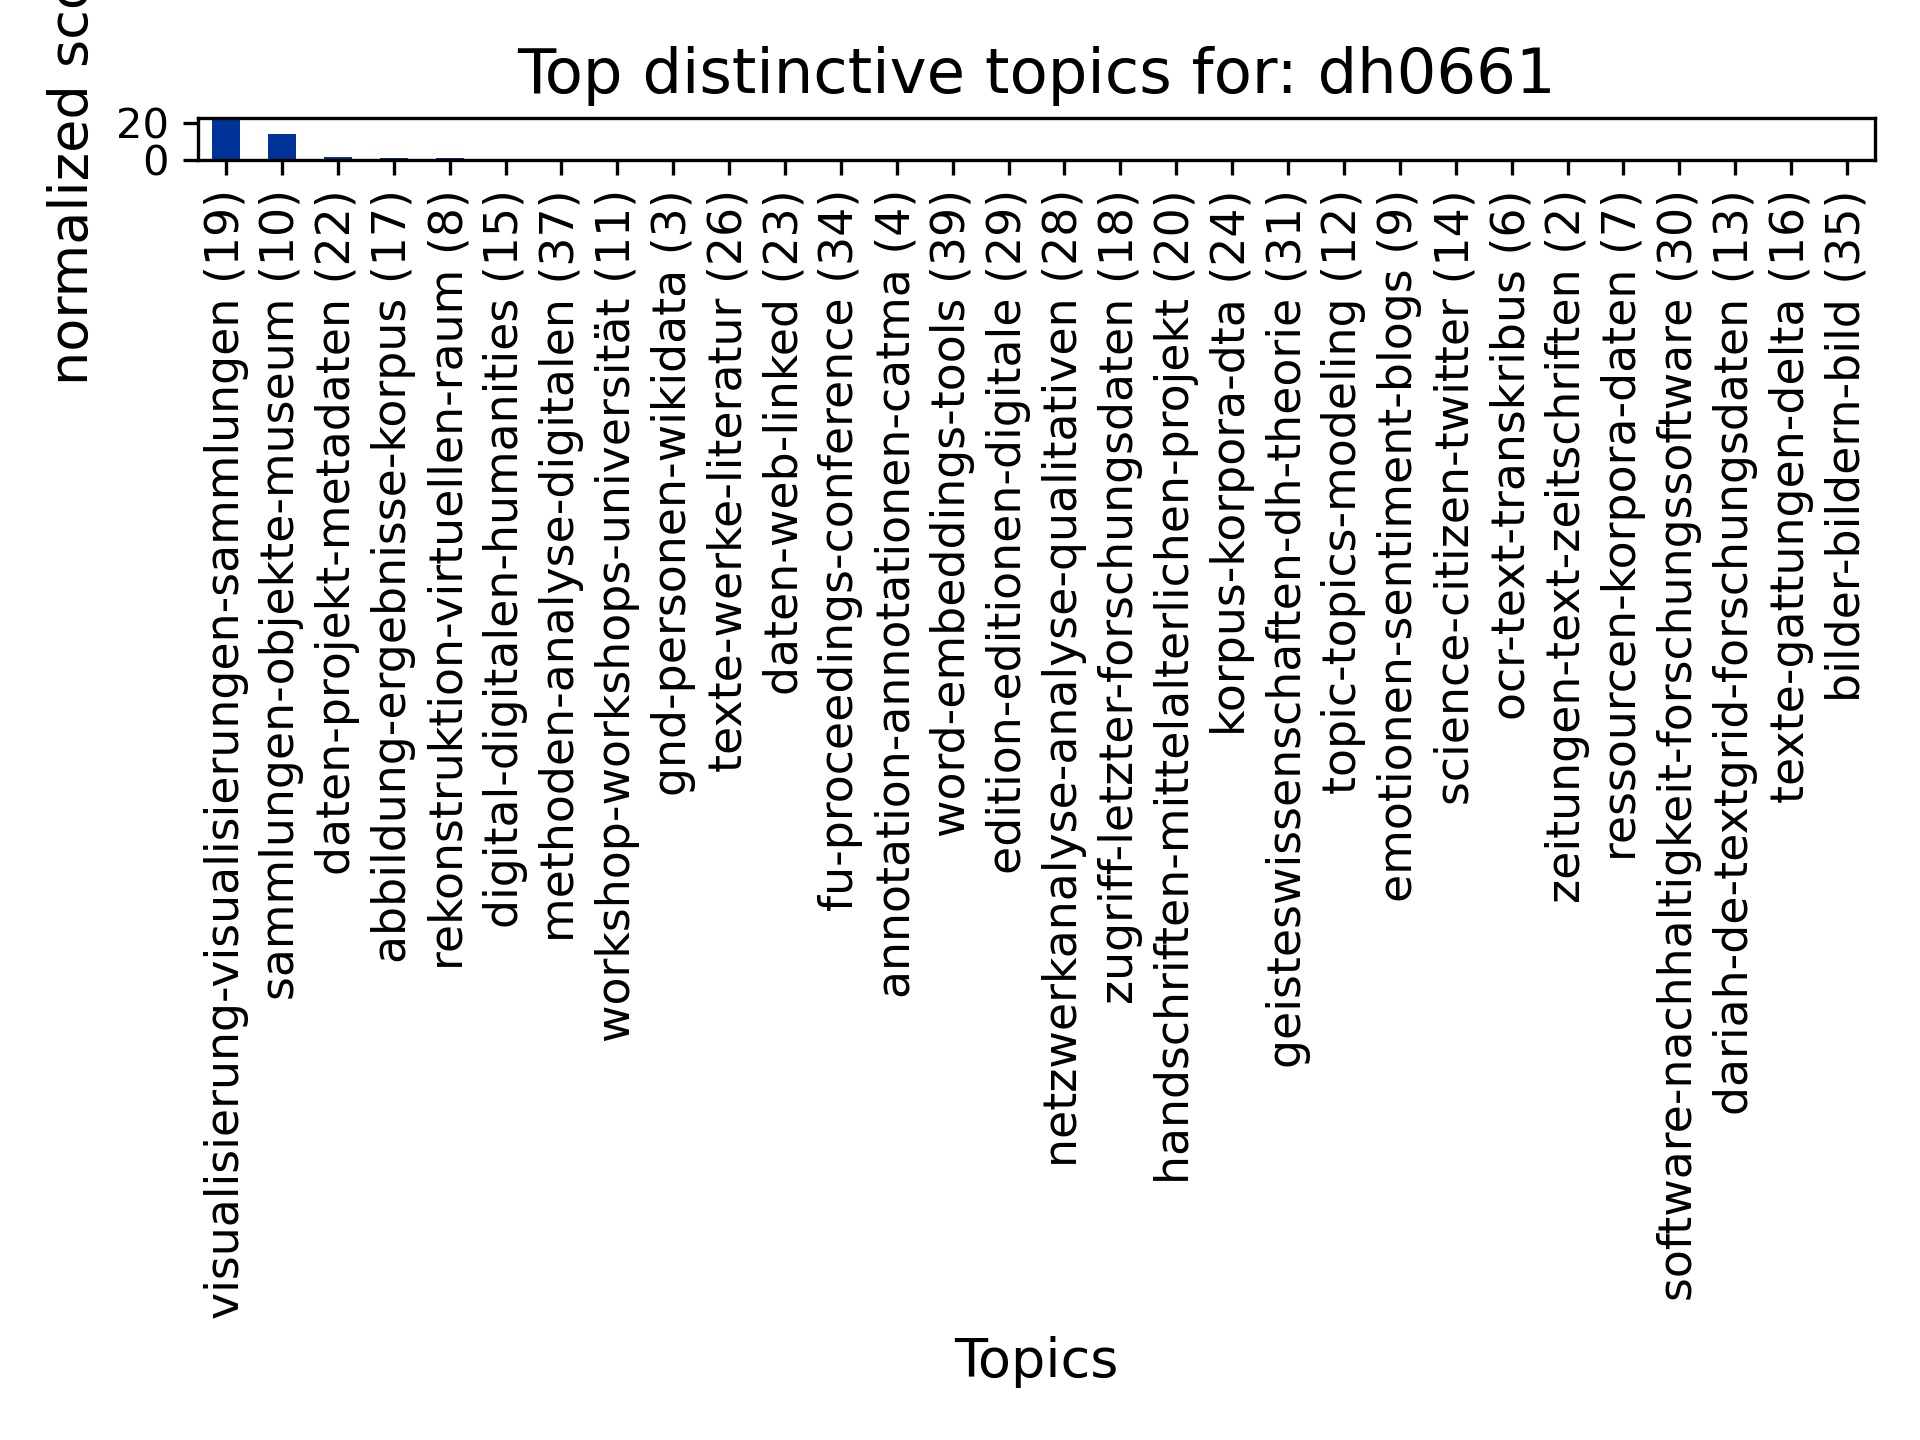 Top distinctive topics for: dh0661
normalized
20
0
visualisierung-visualisierungen-sammlungen (19)
sammlungen-objekte-museum (10)
daten-projekt-metadaten (22)
abbildung-ergebnisse-korpus (17)
rekonstruktion-virtuellen-raum (8)
digital-digitalen-humanities (15)
methoden-analyse-digitalen (37)
workshop-workshops-universität (11)
gnd-personen-wikidata (3)
texte-werke-literatur (26)
daten-web-linked (23)
fu-proceedings-conference (34)
annotation-annotationen-catma (4)
word-embeddings-tools (39)
edition-editionen-digitale (29)
netzwerkanalyse-analyse-qualitativen (28)
zugriff-letzter-forschungsdaten (18)
handschriften-mittelalterlichen-projekt (20)
korpus-korpora-dta (24)
geisteswissenschaften-dh-theorie (31)
topic-topics-modeling (12)
emotionen-sentiment-blogs (9)
science-citizen-twitter (14)
ocr-text-transkribus (6)
zeitungen-text-zeitschriften (2)
ressourcen-korpora-daten (7)
software-nachhaltigkeit-forschungssoftware (30)
dariah-de-textgrid-forschungsdaten (13)
texte-gattungen-delta (16)
bilder-bildern-bild (35)
Topics